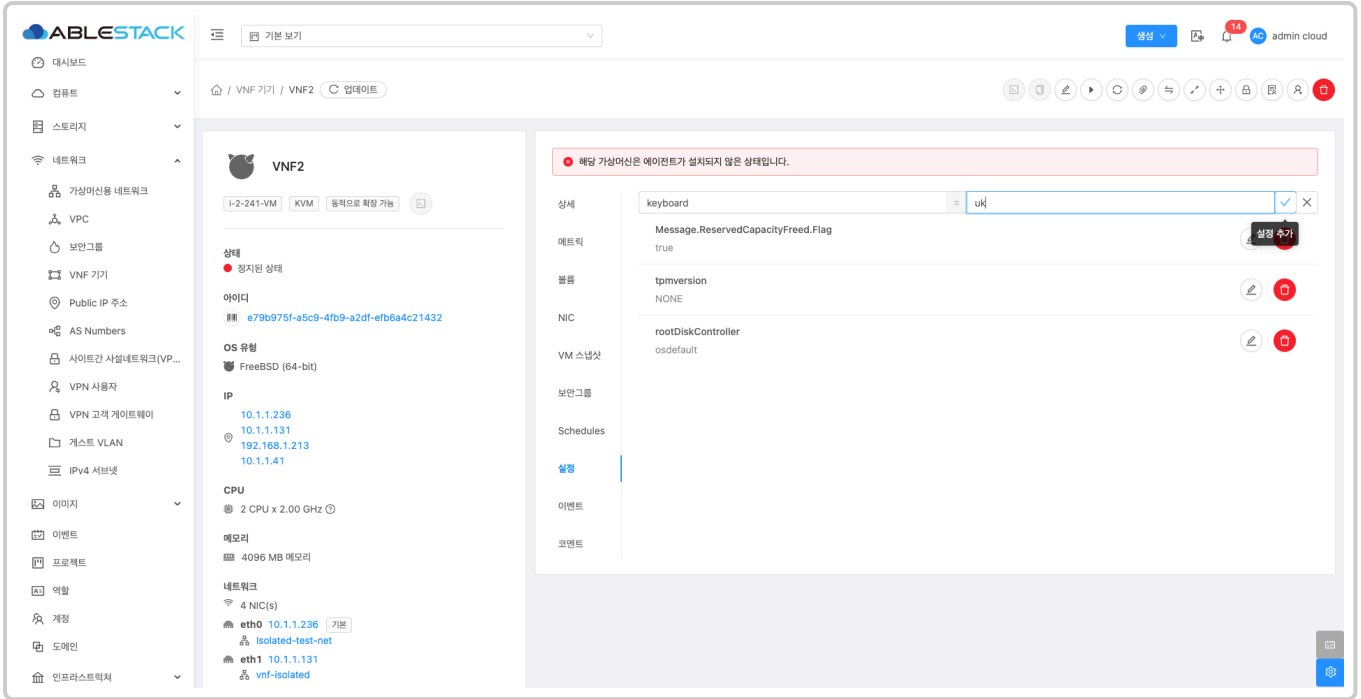 ABLESTACK
기본 보기
생성
14
AC
admin cloud
대시보드
컴퓨트
스토리지
네트워크
가상머신용 네트워크
VPC
보안그룹
VNF 기기
Public IP 주소
AS Numbers
사이트간 사설네트워크(VP...
VPN 사용자
VPN 고객 게이트웨이
게스트 VLAN
IPv4 서브넷
이미지
이벤트
프로젝트
역할
계정
도메인
인프라스트럭쳐
/ VNF 기기 / VNF2
업데이트
VNF2
i-2-241-VM
KVM
동적으로 확장 가능
상태
정지된 상태
아이디
e79b975f-a5c9-4fb9-a2df-efb6a4c21432
OS 유형
FreeBSD (64-bit)
IP
10.1.1.236
10.1.1.131
192.168.1.213
10.1.1.41
CPU
2 CPU x 2.00 GHz
메모리
4096 MB 메모리
네트워크
4 NIC(s)
eth0 10.1.1.236 기본
Isolated-test-net
eth1 10.1.1.131
vnf-isolated
해당 가상머신은 에이전트가 설치되지 않은 상태입니다.
상세
메트릭
볼륨
NIC
VM 스냅샷
보안그룹
Schedules
설정
이벤트
코멘트
keyboard = uk
설정 추가
Message.ReservedCapacityFreed.Flag
true
tpmversion
NONE
rootDiskController
osdefault